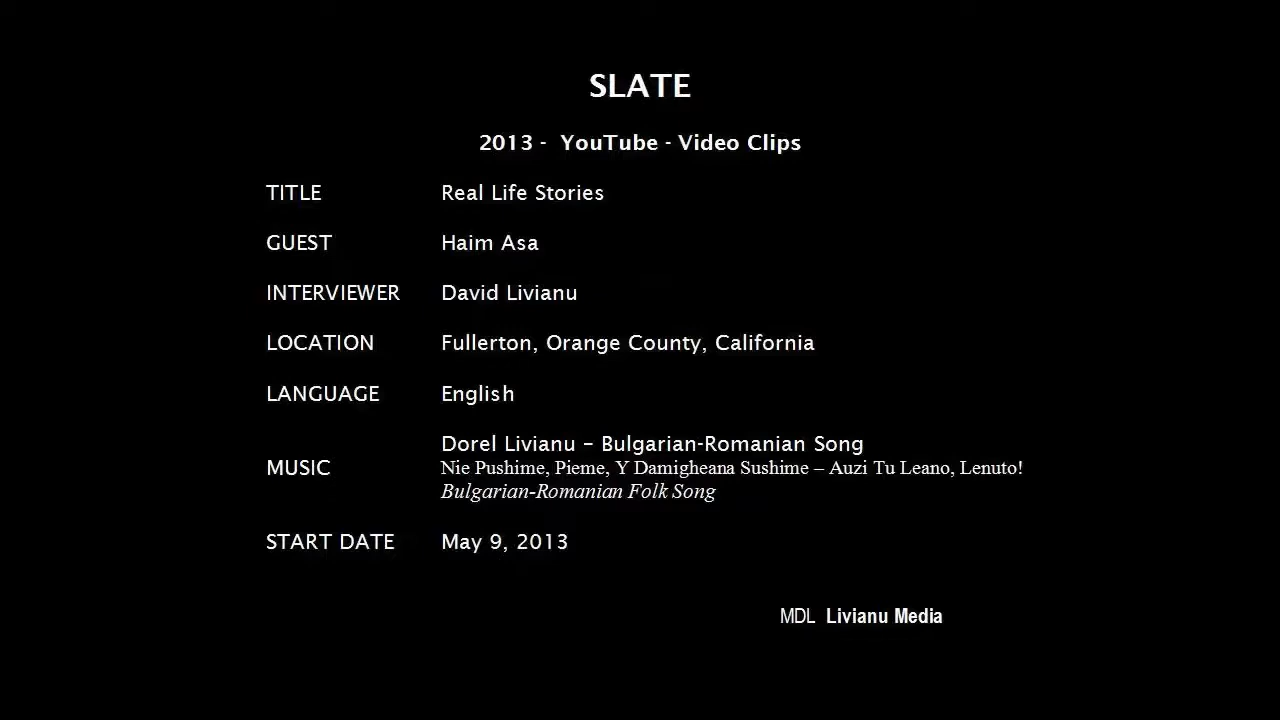 SLATE
2013 - YouTube - Video Clips
TITLE Real Life Stories
GUEST Haim Asa
INTERVIEWER David Livianu
LOCATION Fullerton, Orange County, California
LANGUAGE English
MUSIC Dorel Livianu – Bulgarian-Romanian Song
Nie Pushime, Pieme, Y Damigheana Sushime – Auzi Tu Leano, Lenuto!
Bulgarian-Romanian Folk Song
START DATE May 9, 2013
MDL Livianu Media